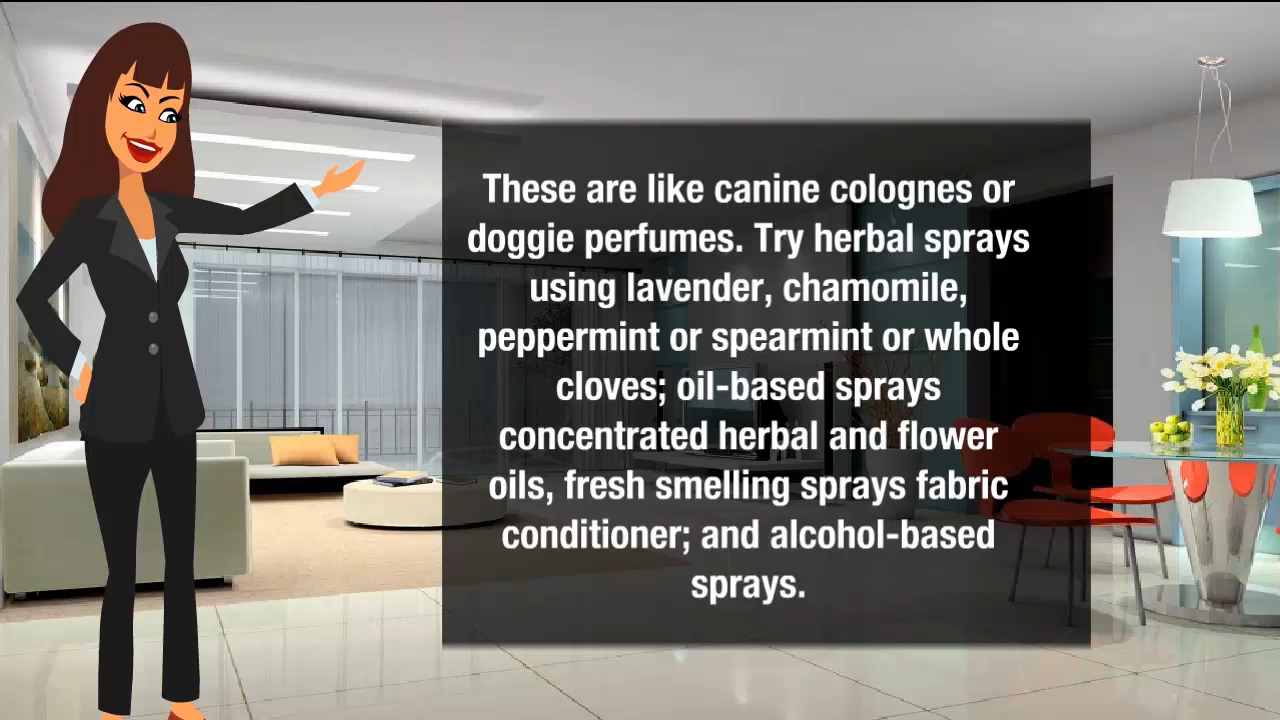 These are like canine colognes or
doggie perfumes. Try herbal sprays
using lavender, chamomile,
peppermint or spearmint or whole
cloves; oil-based sprays
concentrated herbal and flower
oils, fresh smelling sprays fabric
conditioner; and alcohol-based
sprays.